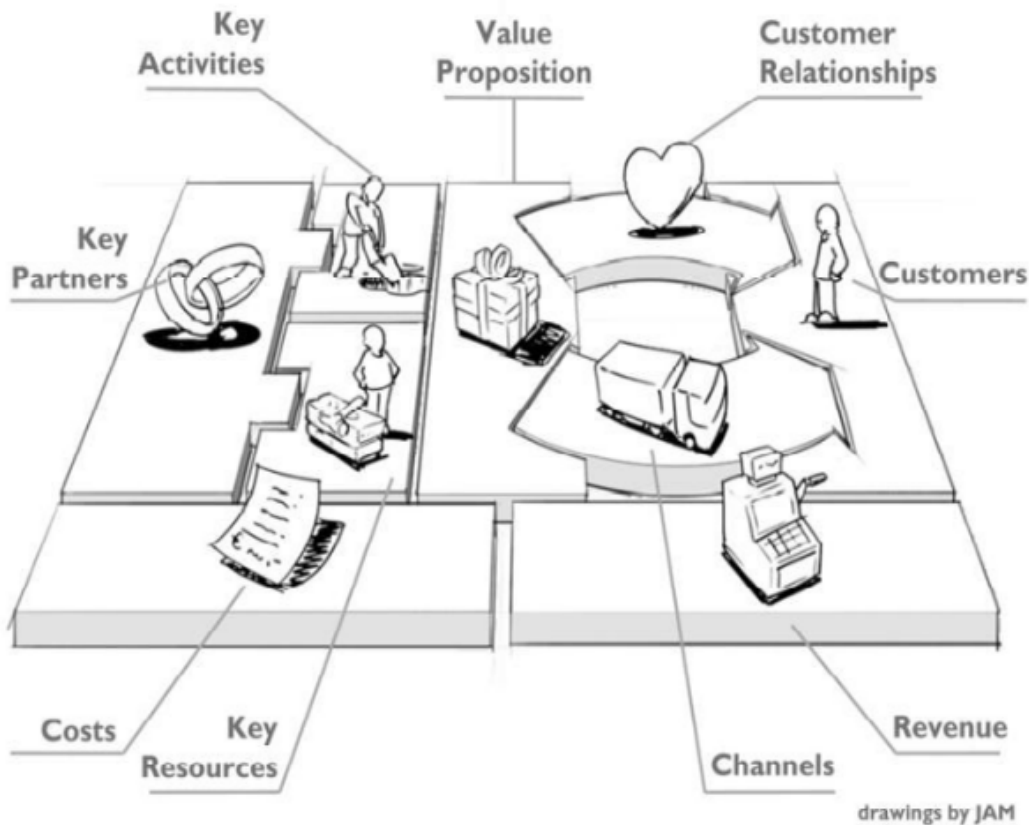 Key
Activities
Value
Proposition
Customer
Relationships
Key
Partners
Customers
Costs
Key
Resources
Channels
Revenue
drawings by JAM